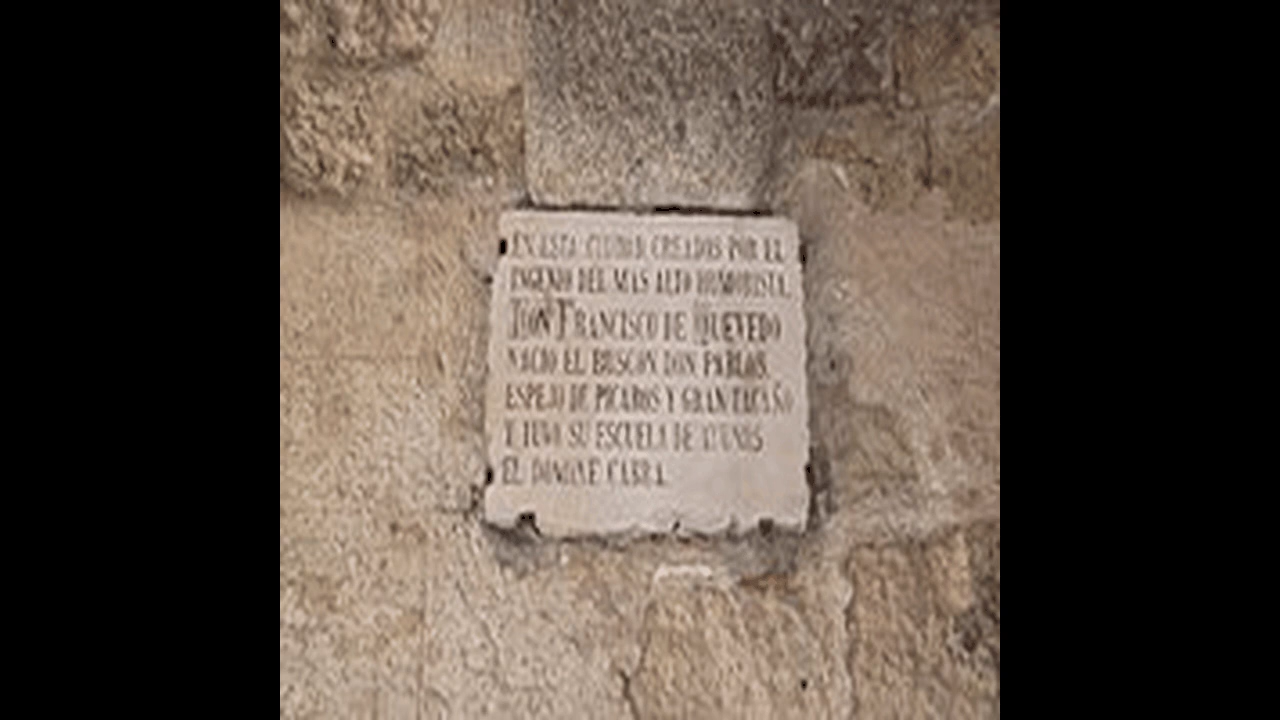 EN ESTA CIUDAD CREADOS POR EL
INGENIO DEL MAS ALTO HUMORISTA,
DON FRANCISCO DE QUEVEDO
NACIO EL BUSCON DON PABLOS,
ESPEJO DE PICAROS Y GRAN TACAÑO
Y TUVO SU ESCUELA DE AYUNOS
EL DOMINE CABRA.